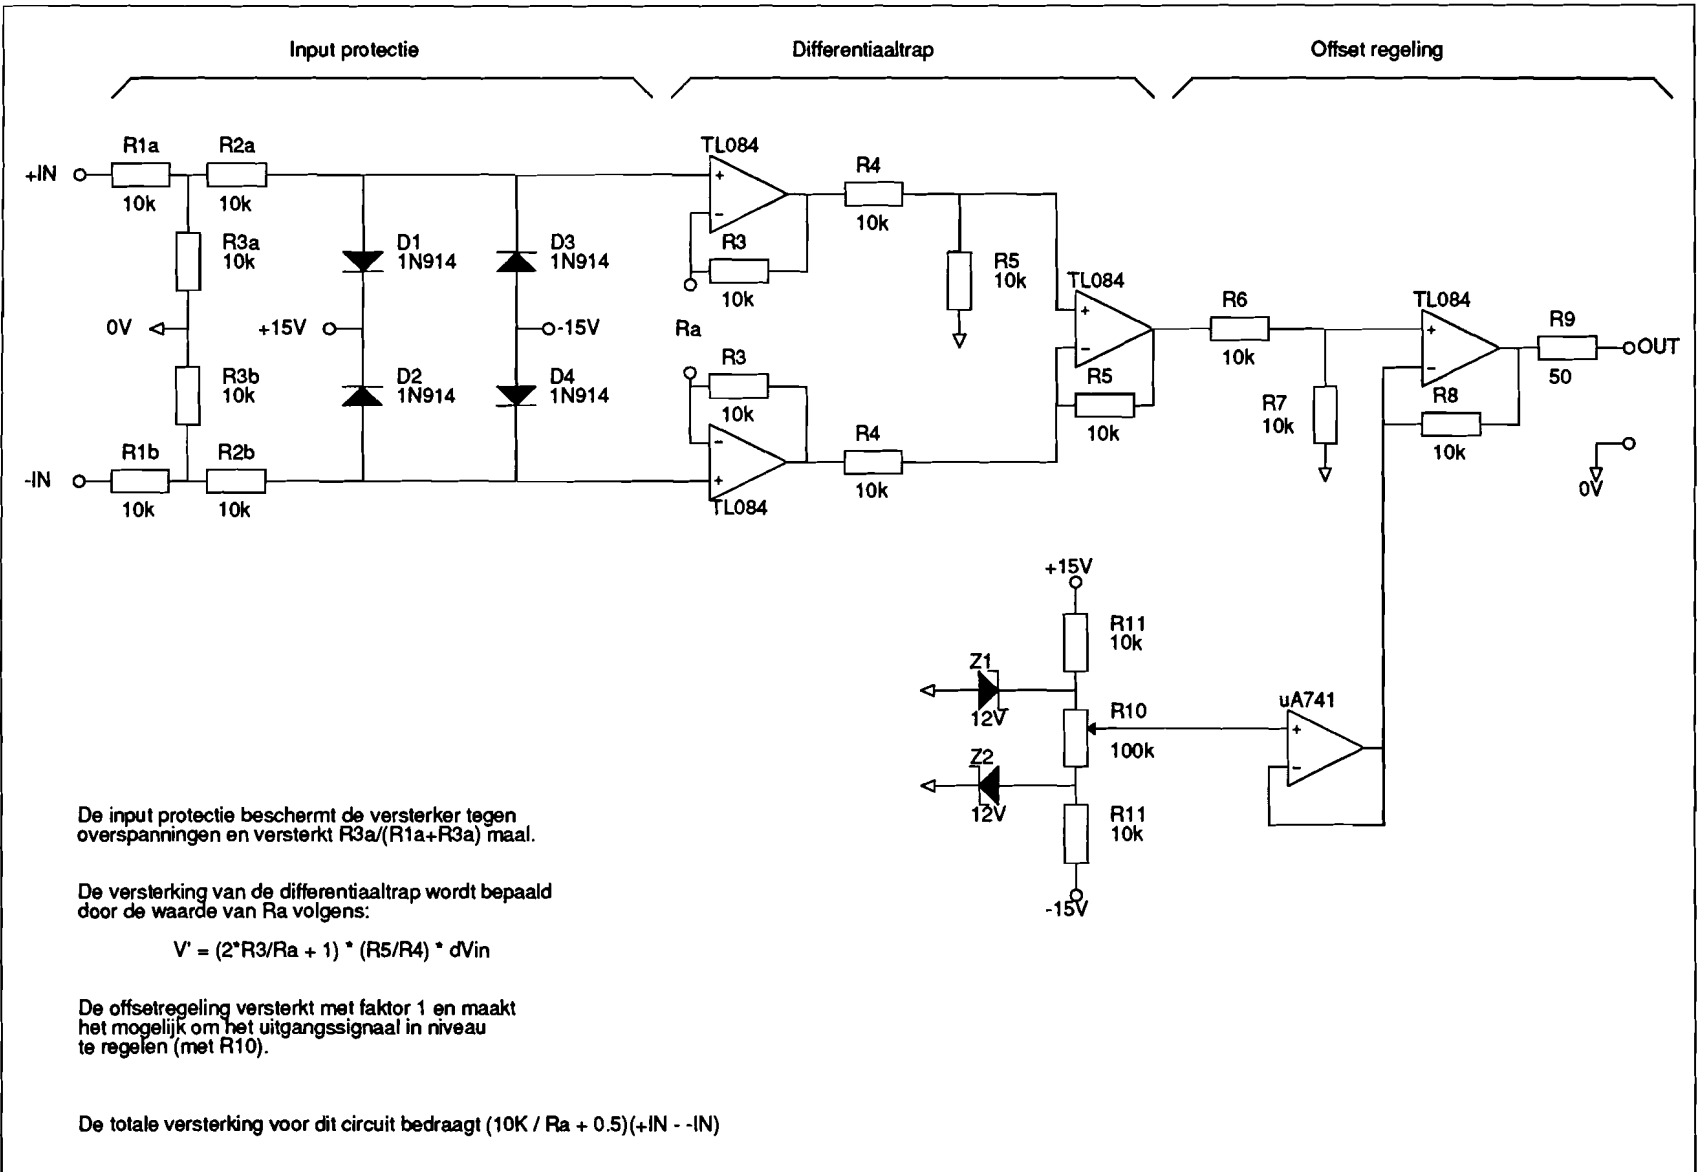 Input protectie
Differentiaaltrap
Offset regeling
+IN
R1a
10k
R2a
10k
R3a
10k
0V
R3b
10k
-IN
R1b
10k
R2b
10k
D1
1N914
D3
1N914
+15V
-15V
D2
1N914
D4
1N914
TL084
+
-
R3
10k
Ra
R3
10k
-
+
TL084
R4
10k
R4
10k
R5
10k
TL084
+
-
R5
10k
R6
10k
R7
10k
TL084
+
-
R8
10k
R9
50
OUT
0V
+15V
R11
10k
Z1
12V
R10
100k
Z2
12V
R11
10k
-15V
uA741
+
-
De input protectie beschermt de versterker tegen
overspanningen en versterkt R3a/(R1a+R3a) maal.
De versterking van de differentiaaltrap wordt bepaald
door de waarde van Ra volgens:
V' = (2*R3/Ra + 1) * (R5/R4) * dVin
De offsetregeling versterkt met faktor 1 en maakt
het mogelijk om het uitgangssignaal in niveau
te regelen (met R10).
De totale versterking voor dit circuit bedraagt (10K / Ra + 0.5)(+IN - -IN)